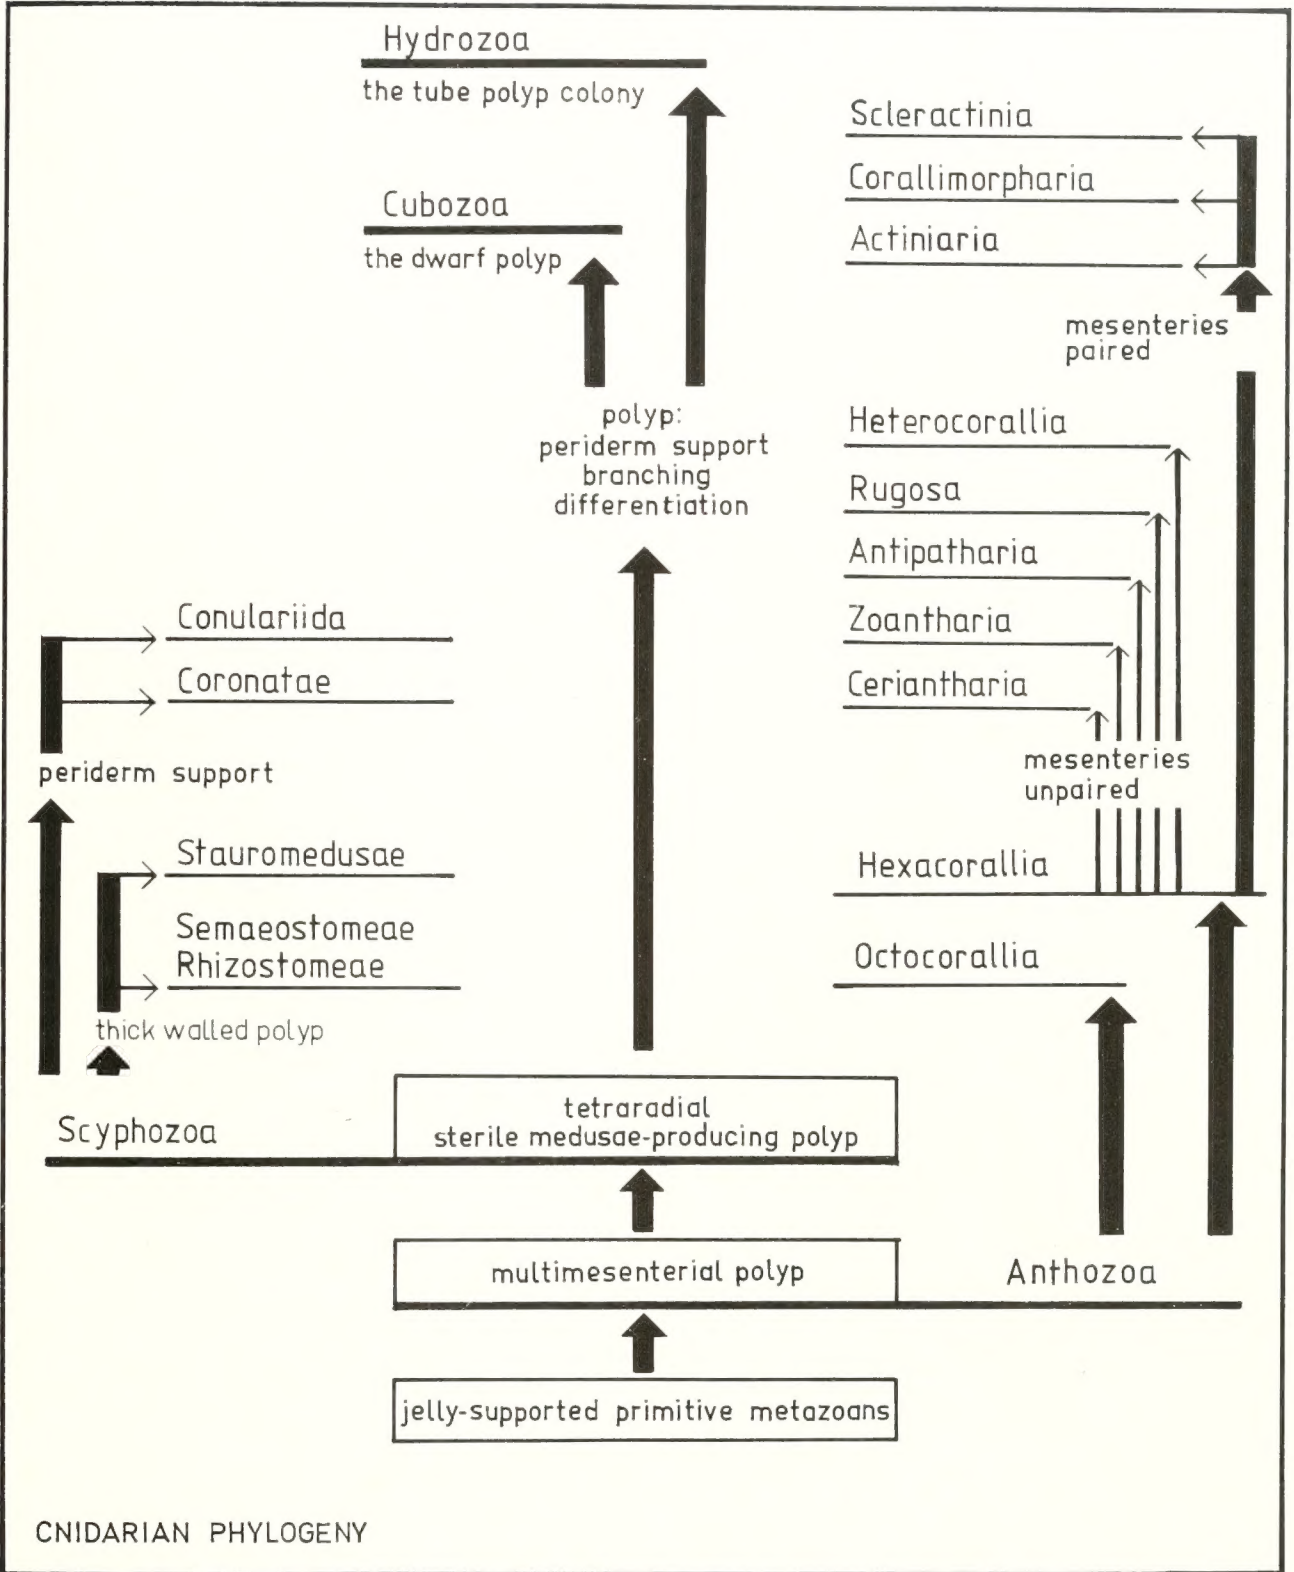 Hydrozoa
the tube polyp colony
Cubozoa
the dwarf polyp
polyp:
periderm support
branching
differentiation
Scleractinia
Corallimorpharia
Actiniaria
mesenteries
paired
Heterocorallia
Rugosa
Antipatharia
Zoantharia
Ceriantharia
mesenteries
unpaired
Hexacorallia
Octocorallia
Conulariida
Coronatae
periderm support
Stauromedusae
Semaeostomeae
Rhizostomeae
thick walled polyp
Scyphozoa
tetraradial
sterile medusae-producing polyp
multimesenterial polyp
Anthozoa
jelly-supported primitive metazoans
CNIDARIAN PHYLOGENY